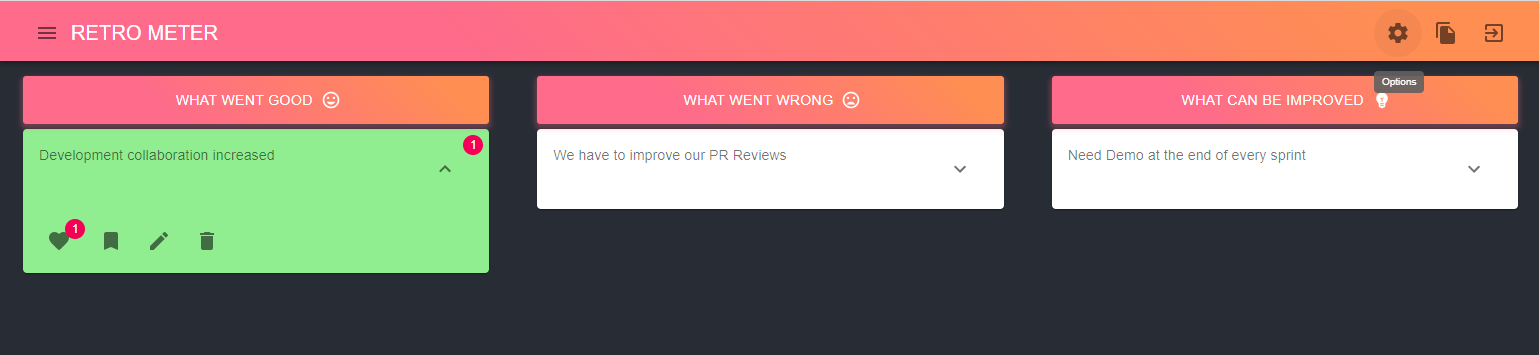 RETRO METER
Options
WHAT WENT GOOD
WHAT WENT WRONG
WHAT CAN BE IMPROVED
Development collaboration increased
1
1
We have to improve our PR Reviews
Need Demo at the end of every sprint